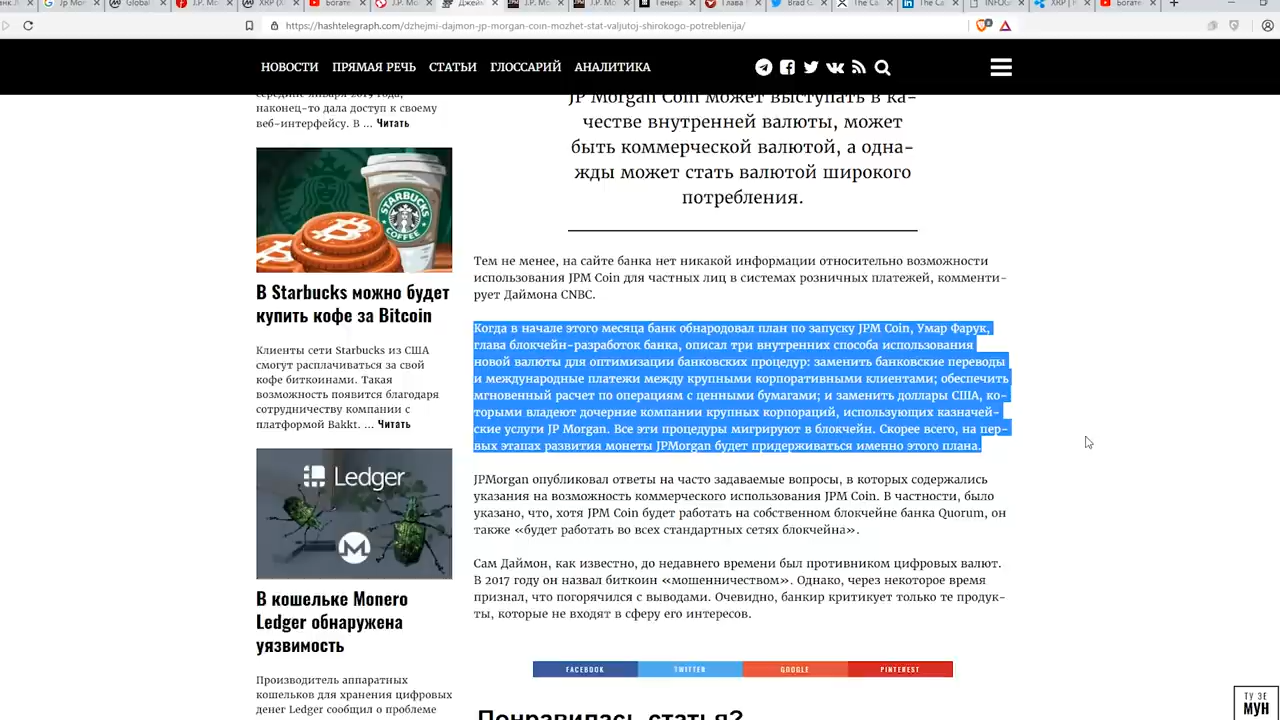 https://hashtelegraph.com/dzhejmi-dajmon-jp-morgan-coin-mozhet-stat-valjutoj-shirokogo-potreblenija/
НОВОСТИ ПРЯМАЯ РЕЧЬ СТАТЬИ ГЛОССАРИЙ АНАЛИТИКА
середине января 2019 года,
наконец-то дала доступ к своему
веб-интерфейсу. В ... Читать
STARBUCKS
COFFEE
В Starbucks можно будет
купить кофе за Bitcoin
Клиенты сети Starbucks из США
смогут расплачиваться за свой
кофе биткоинами. Такая
возможность появится благодаря
сотрудничеству компании с
платформой Bakkt. ... Читать
Ledger
В кошельке Monero
Ledger обнаружена
уязвимость
Производитель аппаратных
кошельков для хранения цифровых
денег Ledger сообщил о проблеме
JP Morgan Coin может выступать в ка-
честве внутренней валюты, может
быть коммерческой валютой, а одна-
жды может стать валютой широкого
потребления.
Тем не менее, на сайте банка нет никакой информации относительно возможности
использования JPM Coin для частных лиц в системах розничных платежей, комменти-
рует Даймона CNBC.
Когда в начале этого месяца банк обнародовал план по запуску JPM Coin, Умар Фарук,
глава блокчейн-разработок банка, описал три внутренних способа использования
новой валюты для оптимизации банковских процедур: заменить банковские переводы
и международные платежи между крупными корпоративными клиентами; обеспечить
мгновенный расчет по операциям с ценными бумагами; и заменить доллары США, ко-
торыми владеют дочерние компании крупных корпораций, использующих казначей-
ские услуги JP Morgan. Все эти процедуры мигрируют в блокчейн. Скорее всего, на пер-
вых этапах развития монеты JPMorgan будет придерживаться именно этого плана.
JPMorgan опубликовал ответы на часто задаваемые вопросы, в которых содержались
указания на возможность коммерческого использования JPM Coin. В частности, было
указано, что, хотя JPM Coin будет работать на собственном блокчейне банка Quorum, он
также «будет работать во всех стандартных сетях блокчейна».
Сам Даймон, как известно, до недавнего времени был противником цифровых валют.
В 2017 году он назвал биткоин «мошенничеством». Однако, через некоторое время
признал, что погорячился с выводами. Очевидно, банкир критикует только те продук-
ты, которые не входят в сферу его интересов.
FACEBOOK TWITTER GOOGLE PINTEREST
Понравилась статья?
TУ ЗЕ
МУН